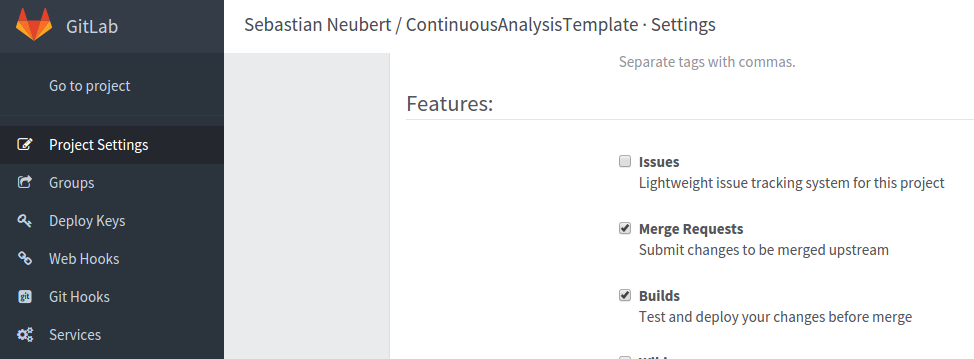 GitLab
Sebastian Neubert / ContinuousAnalysisTemplate · Settings
Go to project
Project Settings
Groups
Deploy Keys
Web Hooks
git Git Hooks
Services
Separate tags with commas.
Features:
Issues
Lightweight issue tracking system for this project
Merge Requests
Submit changes to be merged upstream
Builds
Test and deploy your changes before merge